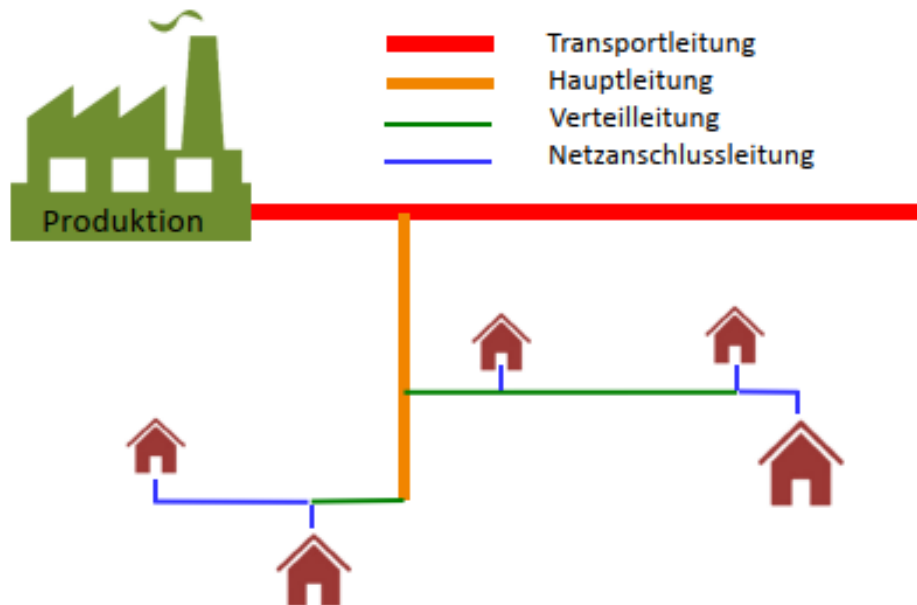 Transportleitung
Hauptleitung
Verteilleitung
Netzanschlussleitung
Produktion